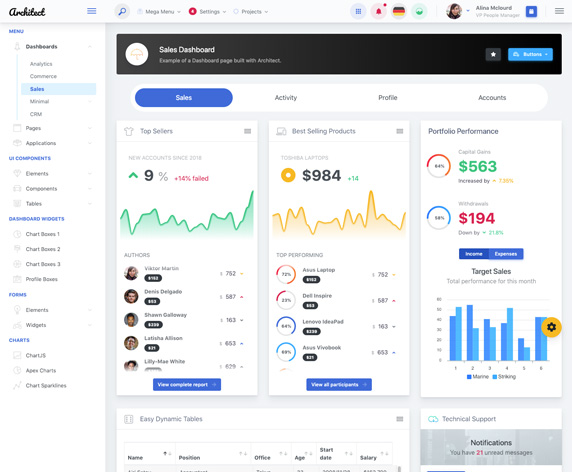 Architect
Mega Menu
4 Settings
Projects
Alina Mclourd
VP People Manager
MENU
Dashboards
Analytics
Commerce
Sales
Minimal
CRM
Pages
Applications
UI COMPONENTS
Elements
Components
Tables
DASHBOARD WIDGETS
Chart Boxes 1
Chart Boxes 2
Chart Boxes 3
Profile Boxes
FORMS
Elements
Widgets
CHARTS
ChartJS
Apex Charts
Chart Sparklines
Sales Dashboard
Example of a Dashboard page built with Architect.
Buttons
Sales
Activity
Profile
Accounts
Top Sellers
NEW ACCOUNTS SINCE 2018
9 %
+14% failed
AUTHORS
Viktor Martin
$152
$ 752
Denis Delgado
$53
$ 587
Shawn Galloway
$239
$ 163
Latisha Allison
$21
$ 653
Lilly-Mae White
$ 629
View complete report
Best Selling Products
TOSHIBA LAPTOPS
$984
+14
TOP PERFORMING
72%
Asus Laptop
$152
$ 752
23%
Dell Inspire
$53
$ 587
64%
Lenovo IdeaPad
$239
$ 163
69%
Asus Vivobook
$21
$ 653
View all participants
Portfolio Performance
64%
Capital Gains
$563
Increased by 7.35%
58%
Withdrawals
$194
Down by 21.8%
Income
Expenses
Target Sales
Total performance for this month
60
50
40
30
20
10
0
1 2 3 4 5 6
Marine
Striking
Easy Dynamic Tables
Name
Position
Office
Age
Start date
Salary
Technical Support
Notifications
You have 21 unread messages